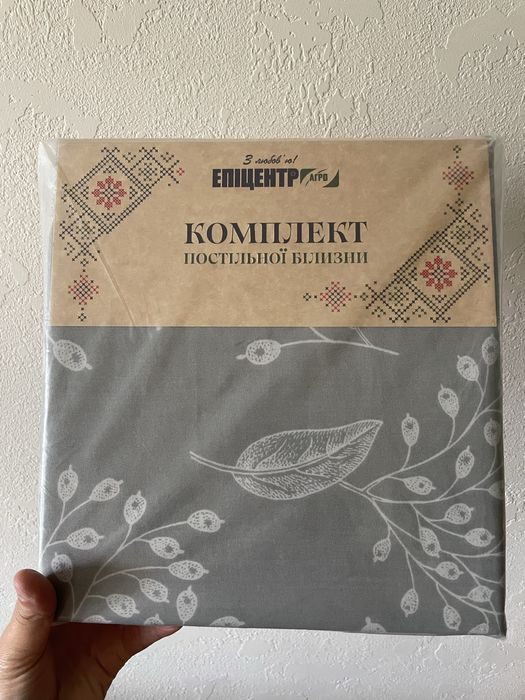 З любов'ю!
ЕПІЦЕНТР АГРО
КОМПЛЕКТ
ПОСТІЛЬНОЇ БІЛИЗНИ